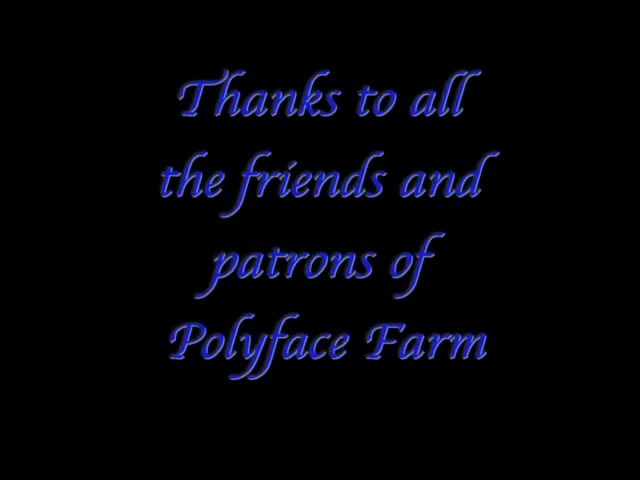 Thanks to all
the friends and
patrons of
Polyface Farm